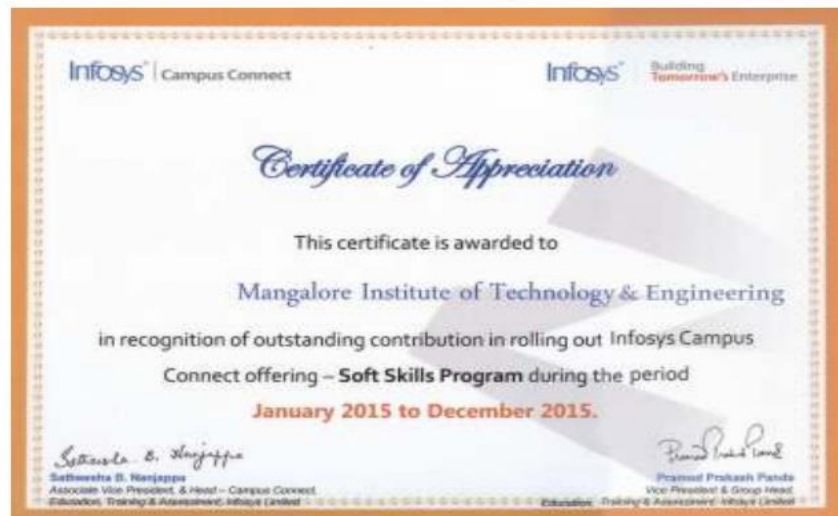 Infosys® | Campus Connect
Infosys® | Building Tomorrow's Enterprise
Certificate of Appreciation
This certificate is awarded to
Mangalore Institute of Technology & Engineering
in recognition of outstanding contribution in rolling out Infosys Campus
Connect offering – Soft Skills Program during the period
January 2015 to December 2015.
Satheesha B. Nanjappa
Associate Vice President, & Head – Campus Connect,
Education, Training & Assessment, Infosys Limited
Pramod Prakash Panda
Vice President & Group Head,
Education, Training & Assessment, Infosys Limited